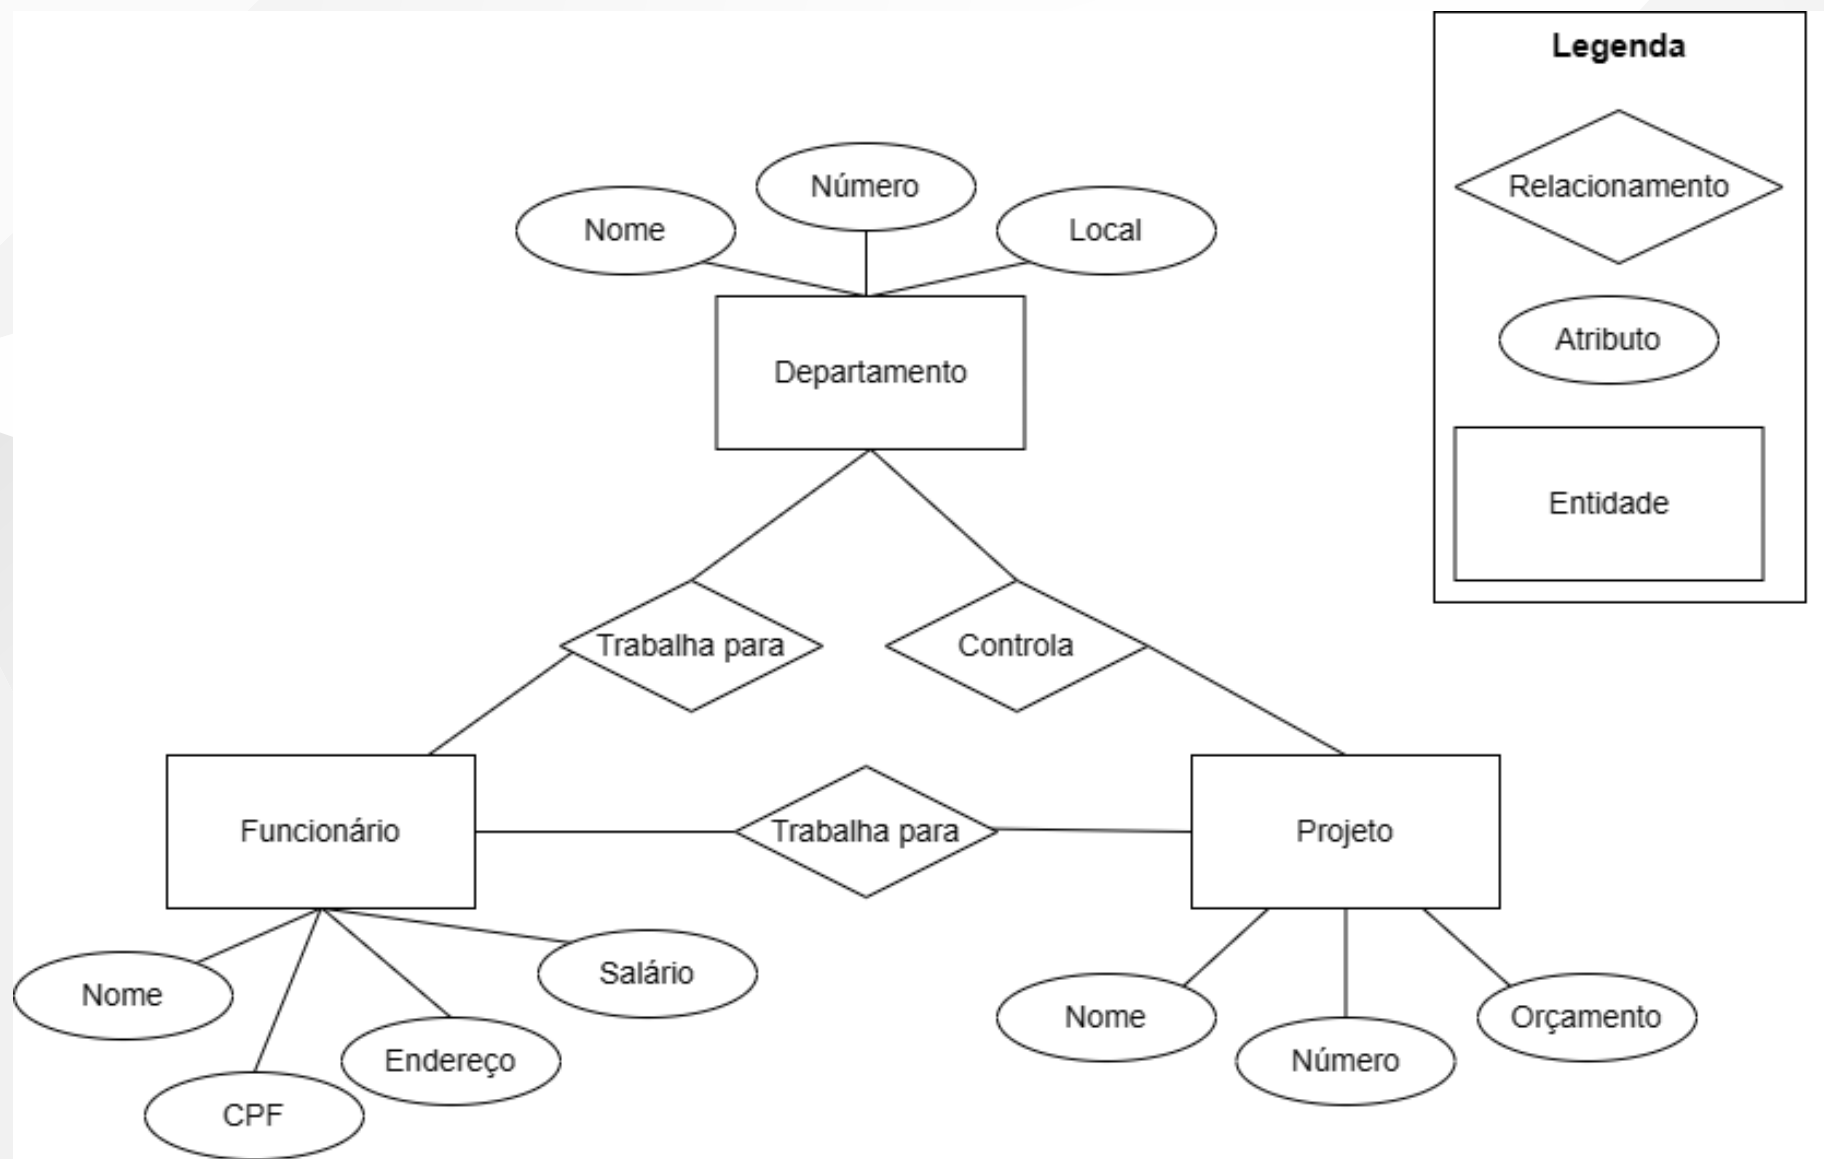 Legenda
Relacionamento
Atributo
Entidade
Nome
Número
Local
Departamento
Trabalha para
Controla
Funcionário
Trabalha para
Projeto
Nome
CPF
Endereço
Salário
Nome
Número
Orçamento